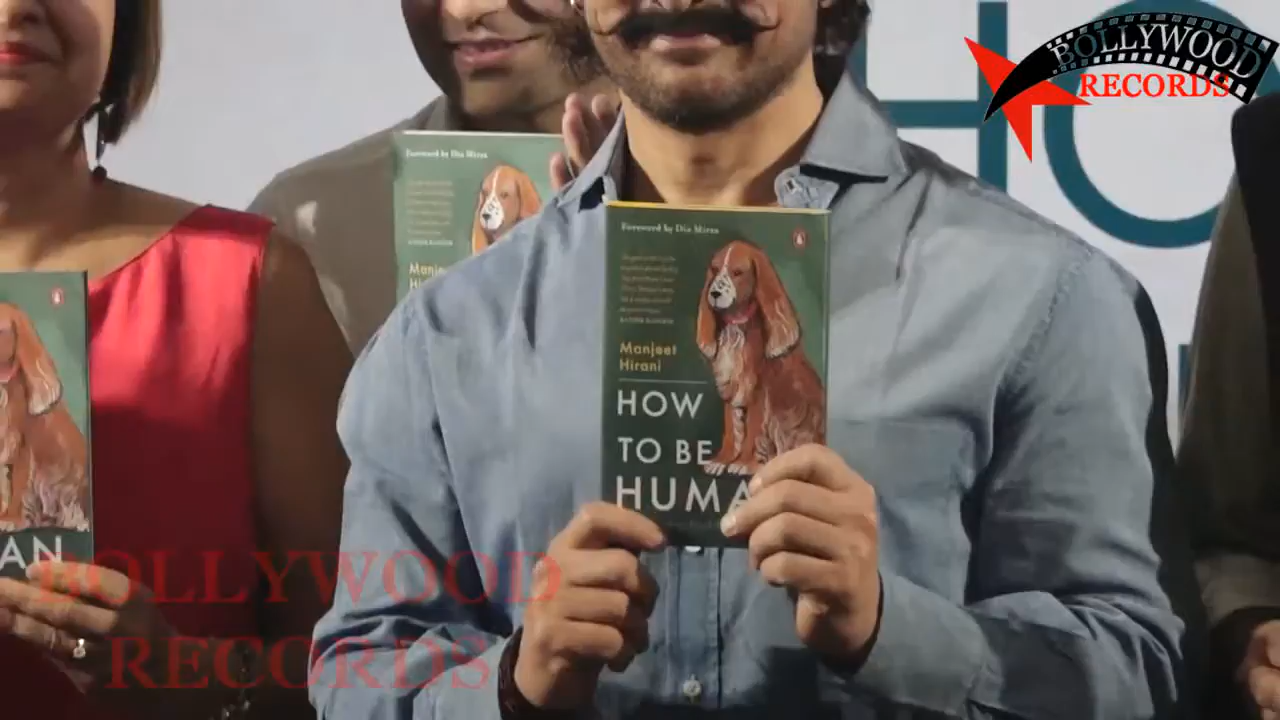 BOLLYWOOD
RECORDS
HO
Foreword by Dia Mirza
Manjeet
Hirani
HOW
TO BE
HUMA
Foreword by Dia Mirza
Manje
Hi
AN
BOLLYWOOD
RECORDS